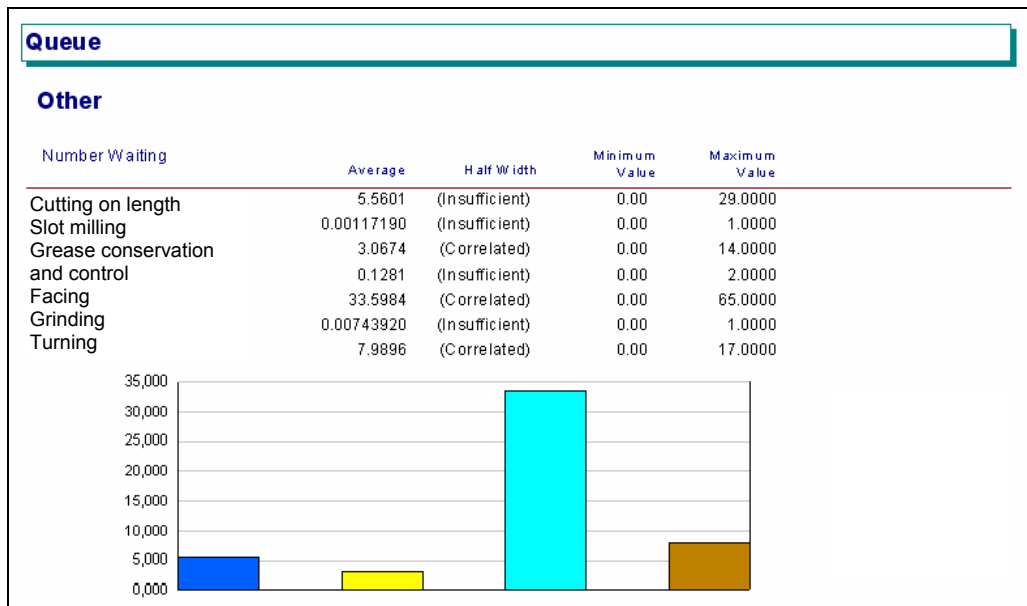 Queue
Other
Number Waiting Average Half Width Minimum Value Maximum Value
Cutting on length 5.5601 (Insufficient) 0.00 29.0000
Slot milling 0.00117190 (Insufficient) 0.00 1.0000
Grease conservation 3.0674 (Correlated) 0.00 14.0000
and control 0.1281 (Insufficient) 0.00 2.0000
Facing 33.5984 (Correlated) 0.00 65.0000
Grinding 0.00743920 (Insufficient) 0.00 1.0000
Turning 7.9896 (Correlated) 0.00 17.0000
35,000
30,000
25,000
20,000
15,000
10,000
5,000
0,000